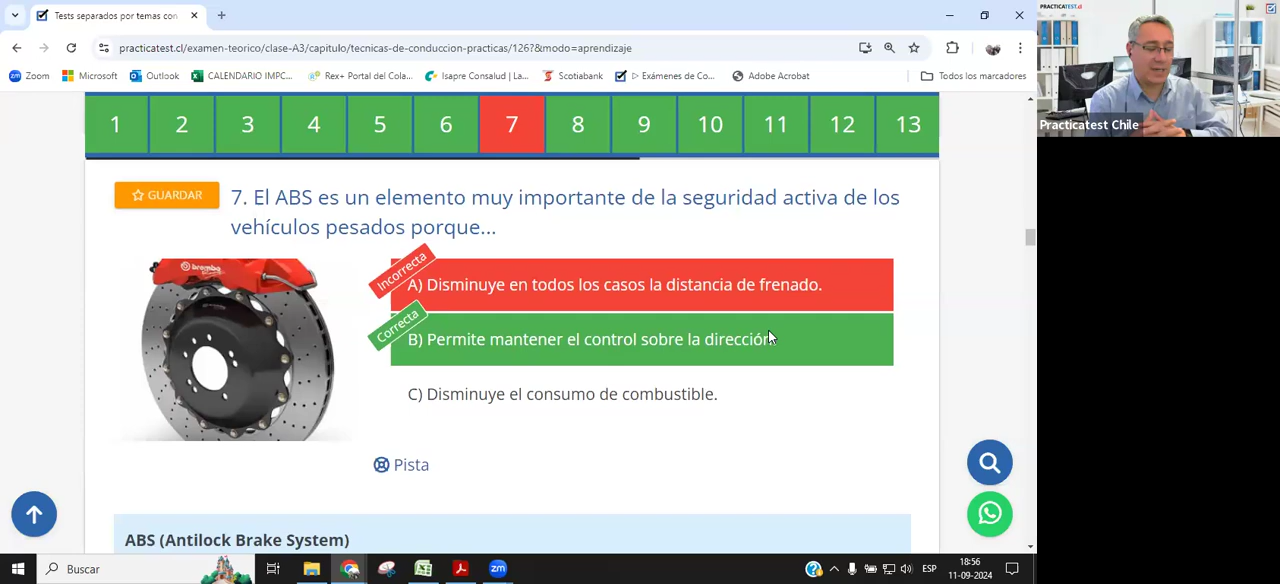 Tests separados por temas con
practicatest.cl/examen-teorico/clase-A3/capitulo/tecnicas-de-conduccion-practicas/126?&modo=aprendizaje
Zoom
Microsoft
Outlook
CALENDARIO IMPC...
Rex+ Portal del Cola...
Isapre Consalud | La...
Scotiabank
▷ Exámenes de Co...
Adobe Acrobat
Todos los marcadores
PRACTICATEST.cl
Practicatest Chile
1 2 3 4 5 6 7 8 9 10 11 12 13
GUARDAR
7. El ABS es un elemento muy importante de la seguridad activa de los
vehículos pesados porque...
brembo
Incorrecta
A) Disminuye en todos los casos la distancia de frenado.
Correcta
B) Permite mantener el control sobre la dirección
C) Disminuye el consumo de combustible.
Pista
ABS (Antilock Brake System)
Buscar
zm
ESP
18:56
11-09-2024